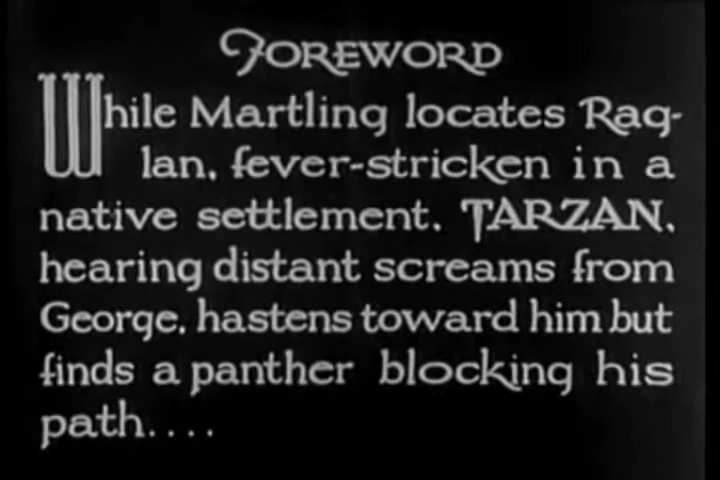 FOREWORD
While Martling locates Rag-
lan, fever-stricken in a
native settlement, TARZAN,
hearing distant screams from
George, hastens toward him but
finds a panther blocking his
path....